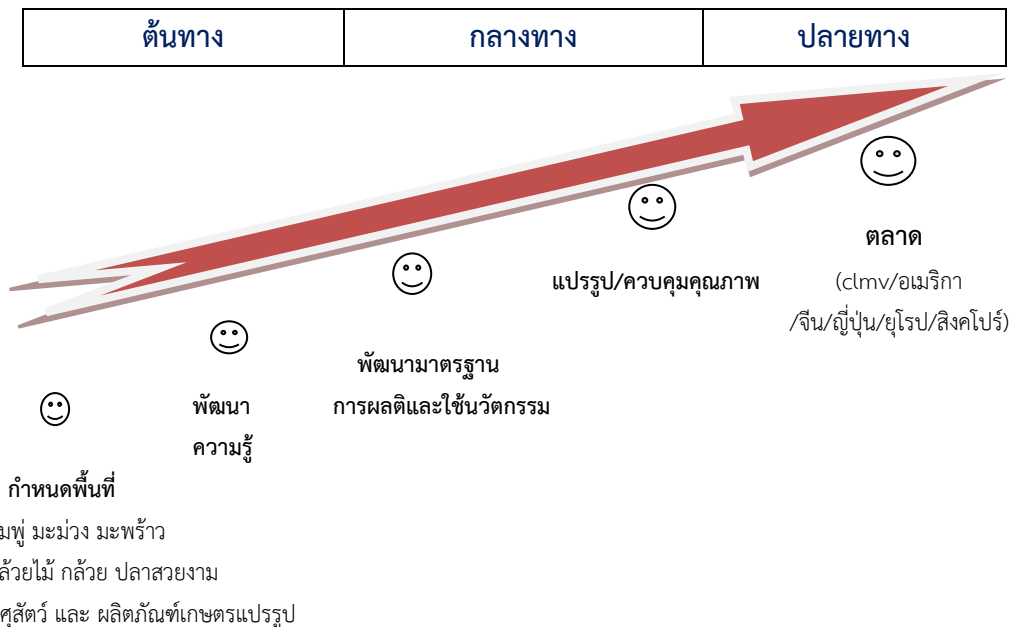 ต้นทาง กลางทาง ปลายทาง
ตลาด
(clmv/อเมริกา
/จีน/ญี่ปุ่น/ยุโรป/สิงคโปร์)
แปรรูป/ควบคุมคุณภาพ
พัฒนามาตรฐาน
การผลติและใช้นวัตกรรม
พัฒนา
ความรู้
กำหนดพื้นที่
มพู่ มะม่วง มะพร้าว
ล้วยไม้ กล้วย ปลาสวยงาม
ศุสัตว์ และ ผลิตภัณฑ์เกษตรแปรรูป